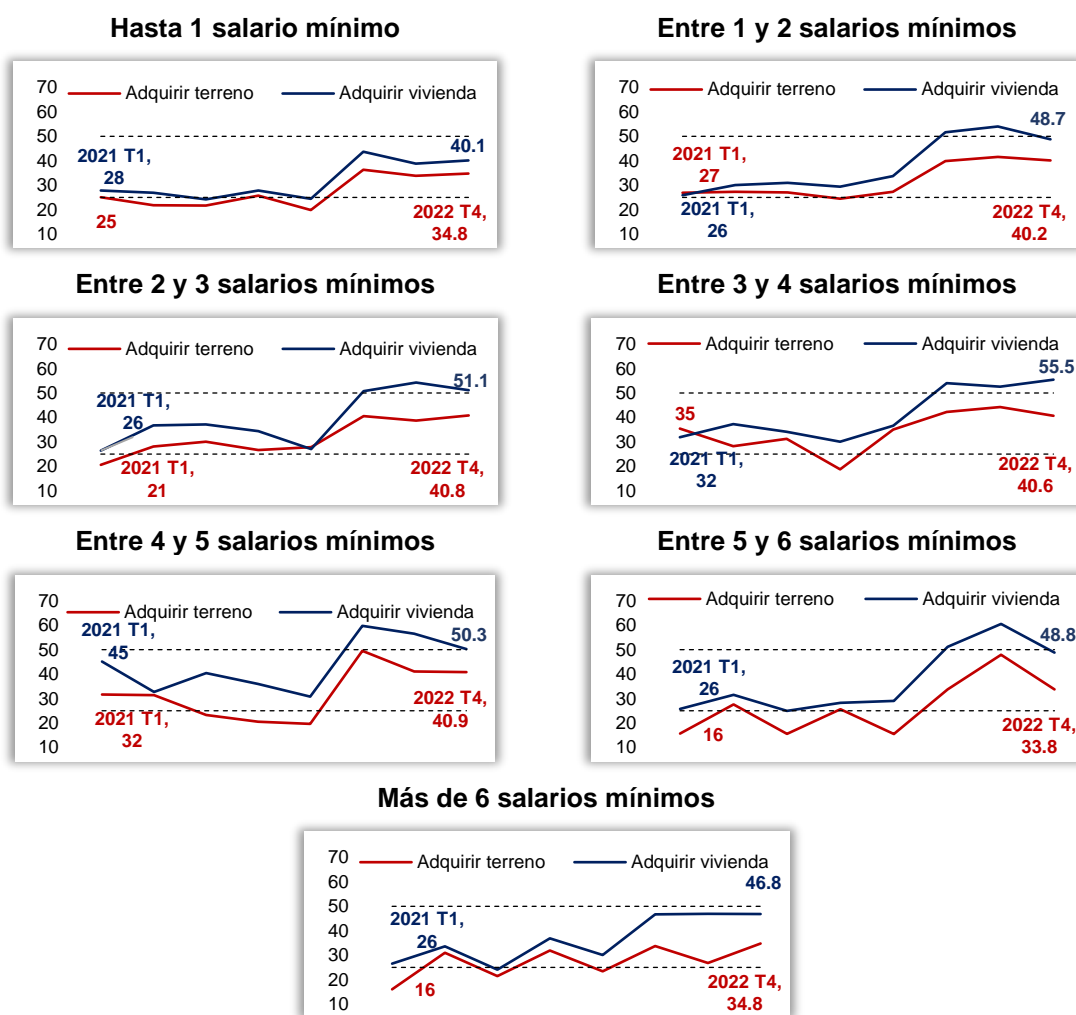 Hasta 1 salario mínimo
70
60
50
40
30
20
10
Adquirir terreno
Adquirir vivienda
2021 T1,
28
25
40.1
2022 T4,
34.8
Entre 1 y 2 salarios mínimos
70
60
50
40
30
20
10
Adquirir terreno
Adquirir vivienda
2021 T1,
27
2021 T1,
26
48.7
2022 T4,
40.2
Entre 2 y 3 salarios mínimos
70
60
50
40
30
20
10
Adquirir terreno
Adquirir vivienda
2021 T1,
26
2021 T1,
21
51.1
2022 T4,
40.8
Entre 3 y 4 salarios mínimos
70
60
50
40
30
20
10
Adquirir terreno
Adquirir vivienda
35
2021 T1,
32
55.5
2022 T4,
40.6
Entre 4 y 5 salarios mínimos
70
60
50
40
30
20
10
Adquirir terreno
Adquirir vivienda
2021 T1,
45
2021 T1,
32
50.3
2022 T4,
40.9
Entre 5 y 6 salarios mínimos
70
60
50
40
30
20
10
Adquirir terreno
Adquirir vivienda
2021 T1,
26
16
48.8
2022 T4,
33.8
Más de 6 salarios mínimos
70
60
50
40
30
20
10
Adquirir terreno
Adquirir vivienda
2021 T1,
26
16
46.8
2022 T4,
34.8